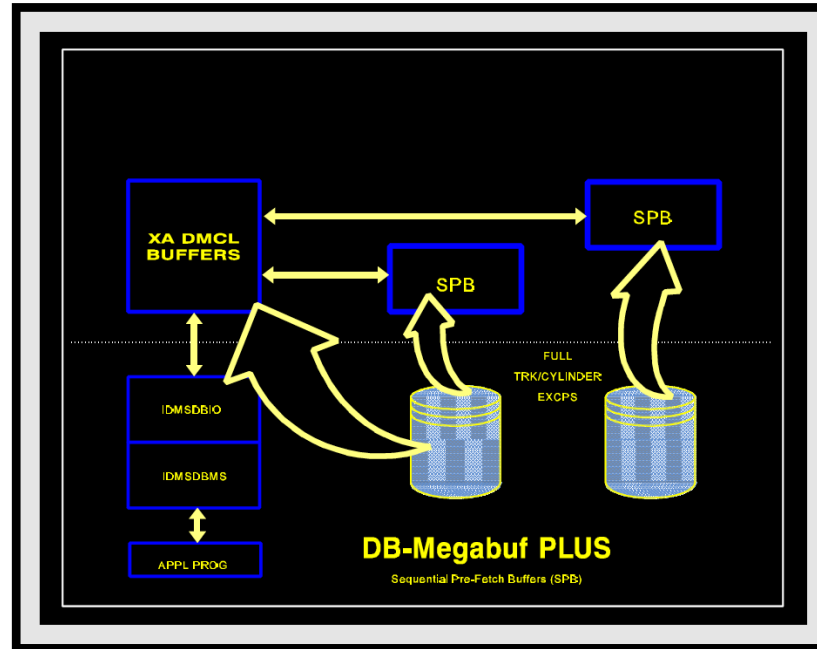 SPB
XA DMCL
BUFFERS
SPB
FULL
TRK/CYLINDER
EXCPS
IDMSDBIO
IDMSDBMS
APPL PROG
DB-Megabuf PLUS
Sequential Pre-Fetch Buffers (SPB)